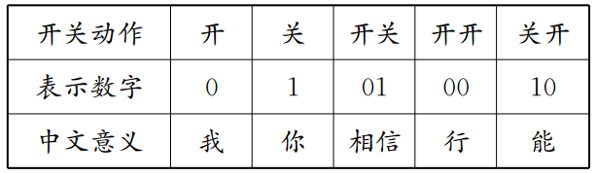 开关动作 开 关 开关 开开 关开
表示数字 0 1 01 00 10
中文意义 我 你 相信 行 能